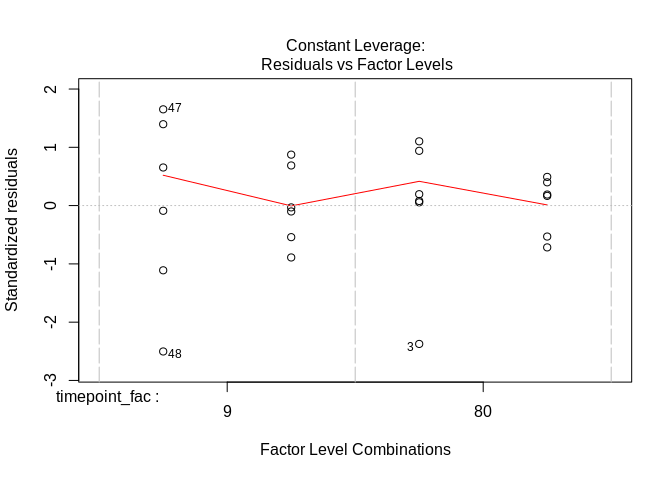 Constant Leverage:
Residuals vs Factor Levels
Standardized residuals
2
1
0
-1
-2
-3
47
48
3
timepoint_fac :
9
80
Factor Level Combinations